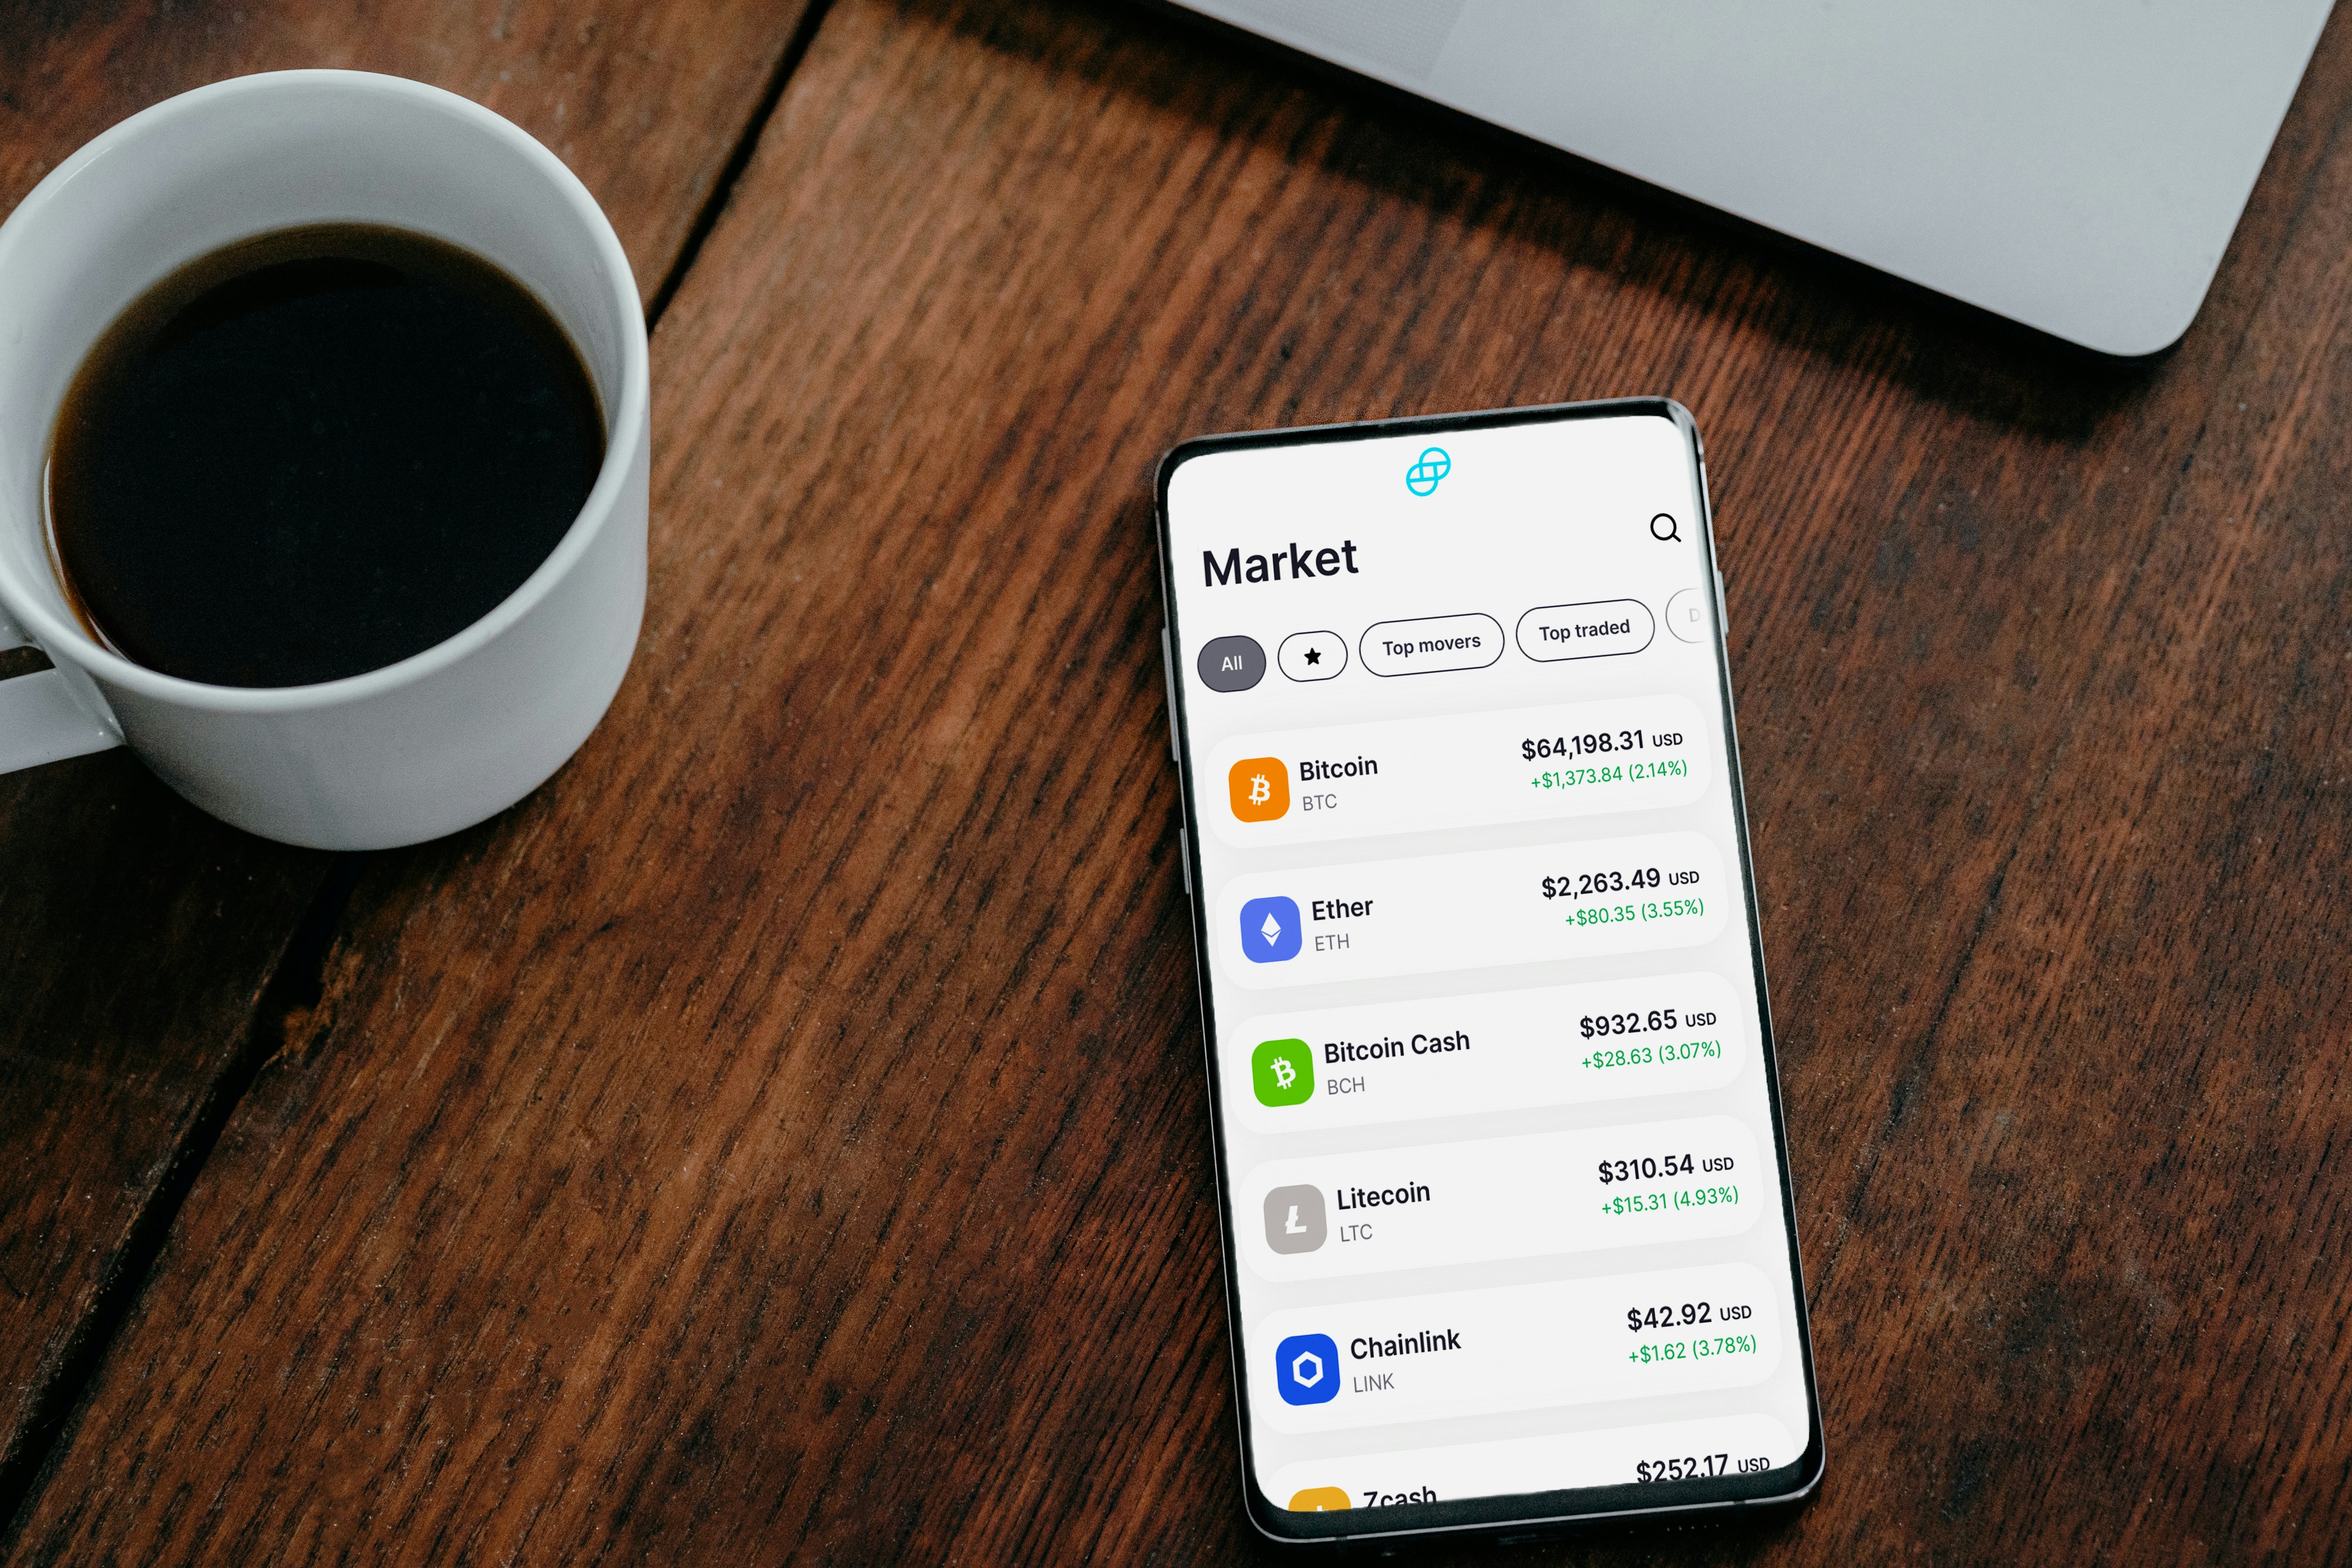 Market
All
Top movers
Top traded
D
Bitcoin
BTC
$64,198.31 USD
+$1,373.84 (2.14%)
Ether
ETH
$2,263.49 USD
+$80.35 (3.55%)
Bitcoin Cash
BCH
$932.65 USD
+$28.63 (3.07%)
Litecoin
LTC
$310.54 USD
+$15.31 (4.93%)
Chainlink
LINK
$42.92 USD
+$1.62 (3.78%)
Zcash
$252.17 USD